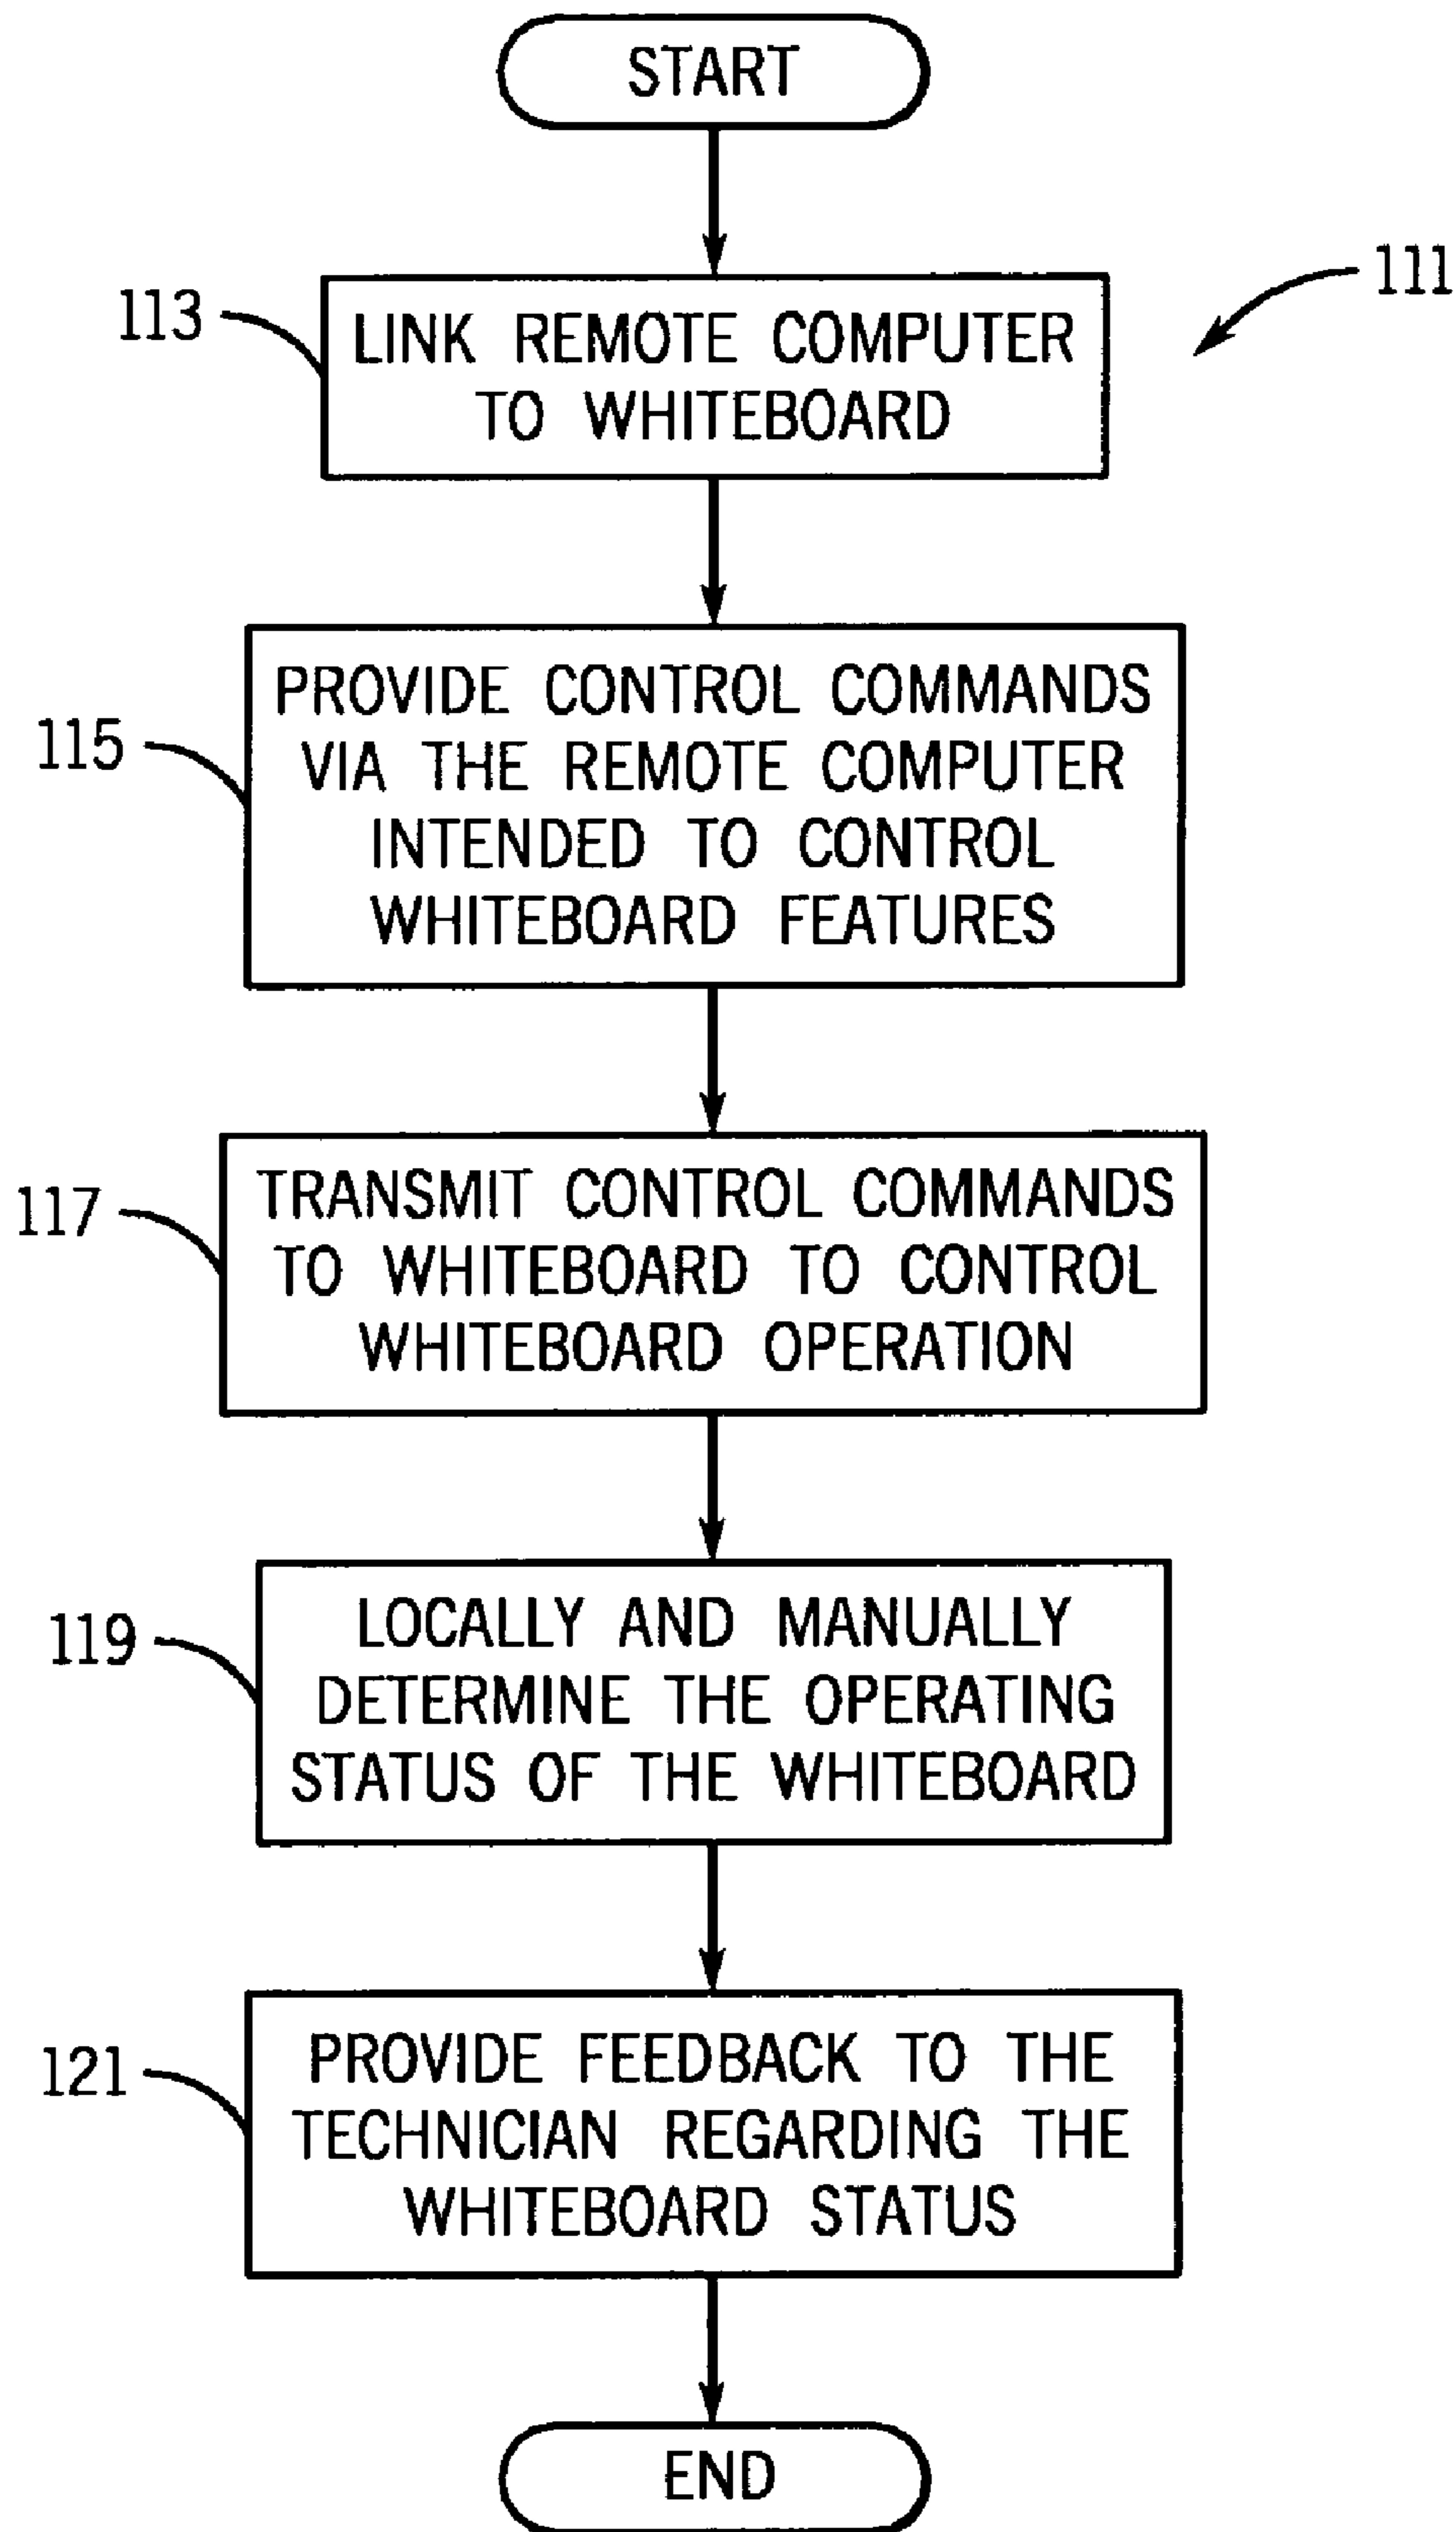 START
111
113
LINK REMOTE COMPUTER
TO WHITEBOARD
115
PROVIDE CONTROL COMMANDS
VIA THE REMOTE COMPUTER
INTENDED TO CONTROL
WHITEBOARD FEATURES
117
TRANSMIT CONTROL COMMANDS
TO WHITEBOARD TO CONTROL
WHITEBOARD OPERATION
119
LOCALLY AND MANUALLY
DETERMINE THE OPERATING
STATUS OF THE WHITEBOARD
121
PROVIDE FEEDBACK TO THE
TECHNICIAN REGARDING THE
WHITEBOARD STATUS
END